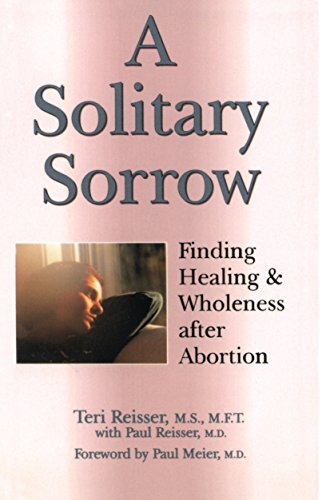 A
Solitary
Sorrow
Finding
Healing &
Wholeness
after
Abortion
Teri Reisser, M.S., M.F.T.
with Paul Reisser, M.D.
Foreword by Paul Meier, M.D.